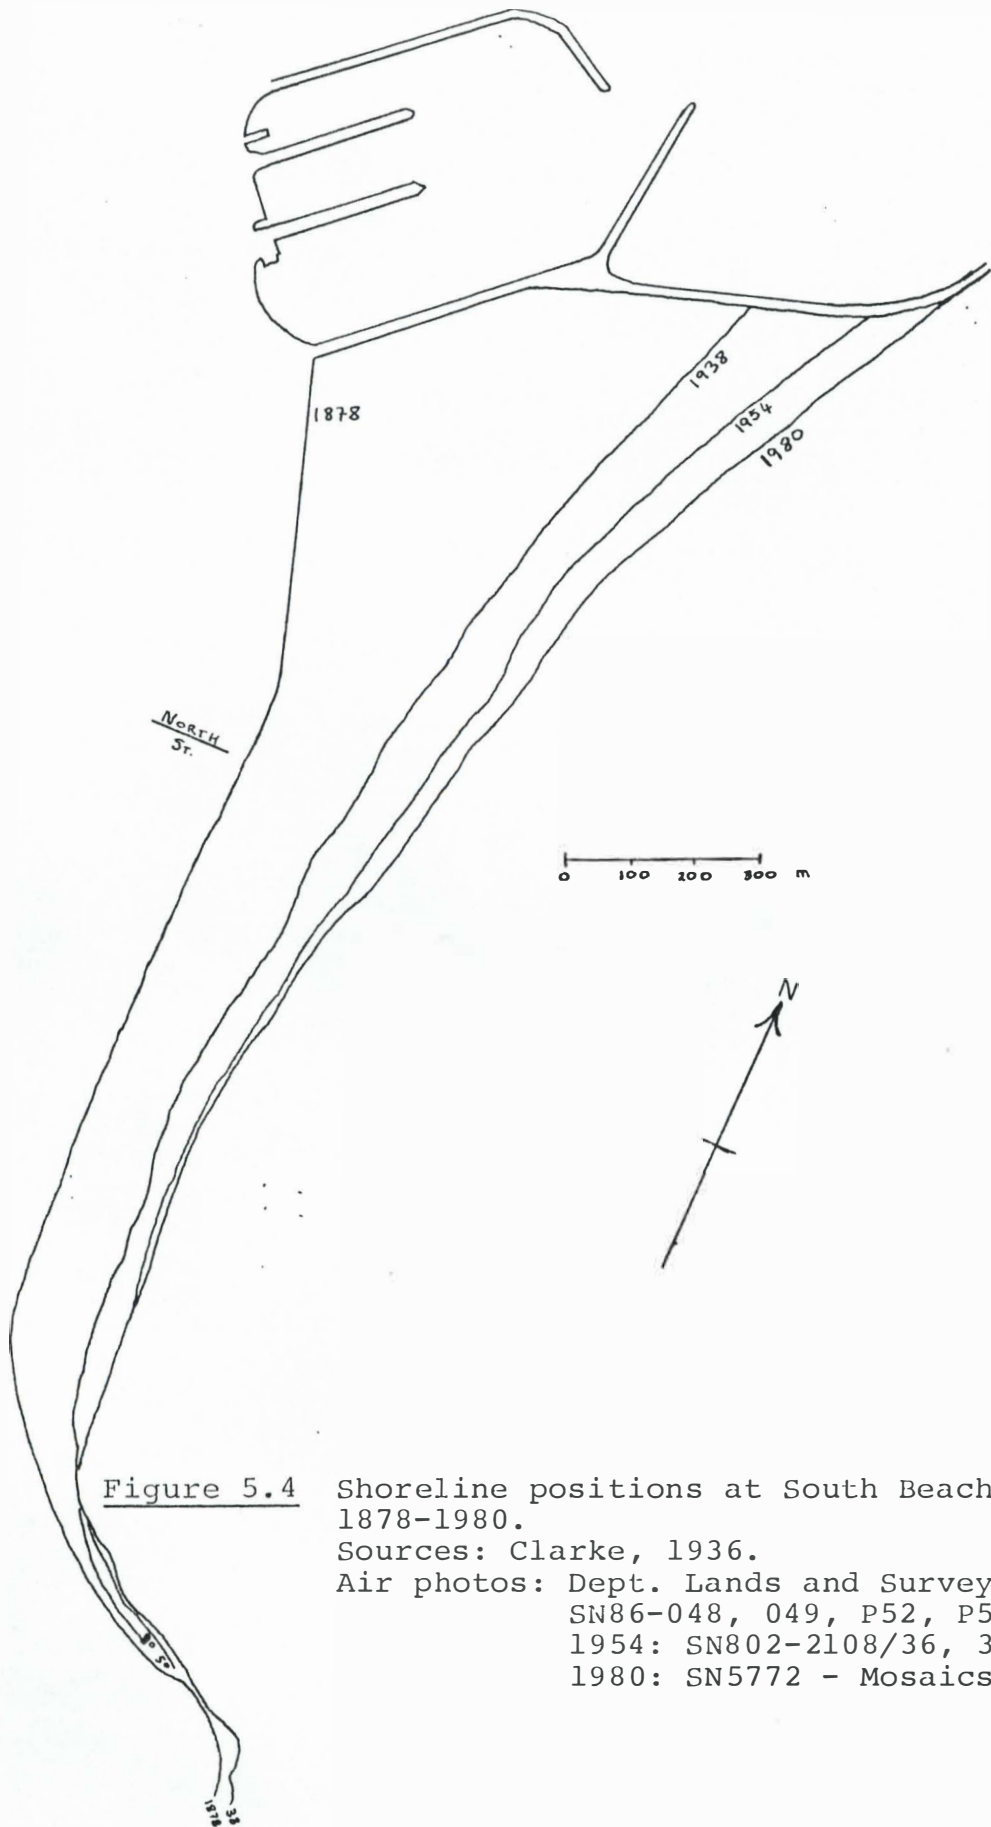 1878
1938
1954
1980
NORTH
ST.
0 100 200 300 m
N
Figure 5.4 Shoreline positions at South Beach
1878-1980.
Sources: Clarke, 1936.
Air photos: Dept. Lands and Survey
SN86-048, 049, P52, P5
1954: SN802-2108/36, 3
1980: SN5772 - Mosaics
80
1878
38